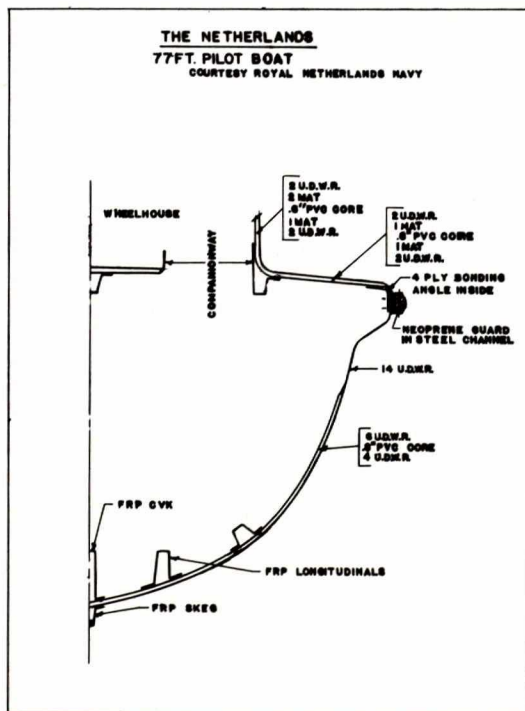 THE NETHERLANDS
77 FT. PILOT BOAT
COURTESY ROYAL NETHERLANDS NAVY
WHEELHOUSE
COMPANIONWAY
2 U.D.W.R.
2 MAT
.6" PVC CORE
1 MAT
2 U.D.W.R.
2 U.D.W.R.
1 MAT
.6" PVC CORE
1 MAT
2 U.D.W.R.
4 PLY BONDING
ANGLE INSIDE
NEOPRENE GUARD
IN STEEL CHANNEL
14 U.D.W.R.
6 U.D.W.R.
PVC CORE
4 U.D.W.R.
FRP CVK
FRP LONGITUDINALS
FRP SKEG